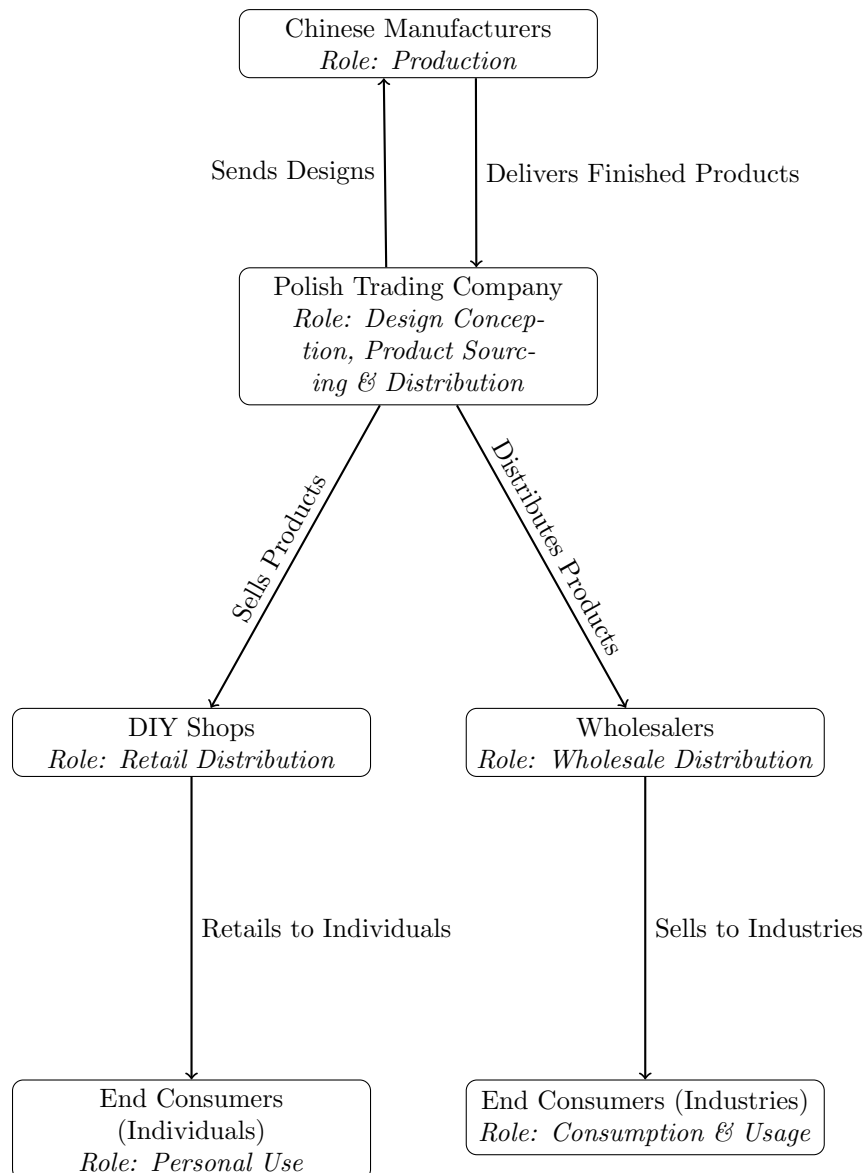 Chinese Manufacturers
Role: Production
Sends Designs
Delivers Finished Products
Polish Trading Company
Role: Design Concep-
tion, Product Sourc-
ing & Distribution
Sells Products
Distributes Products
DIY Shops
Role: Retail Distribution
Wholesalers
Role: Wholesale Distribution
Retails to Individuals
Sells to Industries
End Consumers
(Individuals)
Role: Personal Use
End Consumers (Industries)
Role: Consumption & Usage